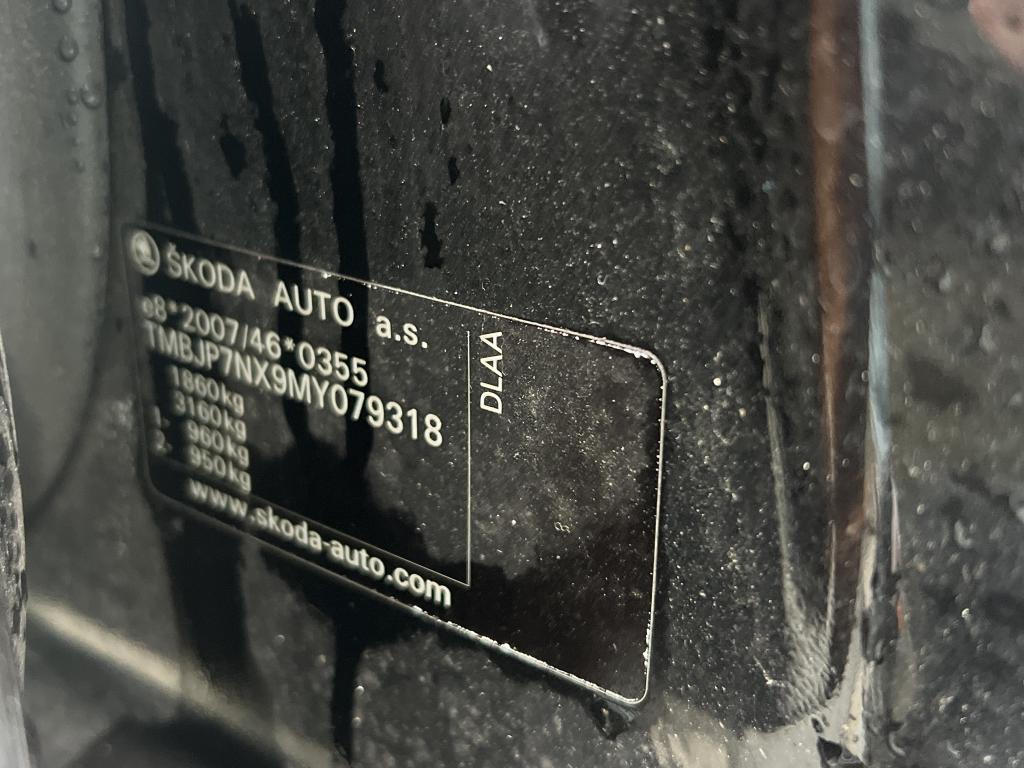 ŠKODA AUTO a.s.
e8*2007/46*0355
TMBJP7NX9MY079318
1860kg
3160kg
1. 960kg
2. 950kg
www.skoda-auto.com
DLAA